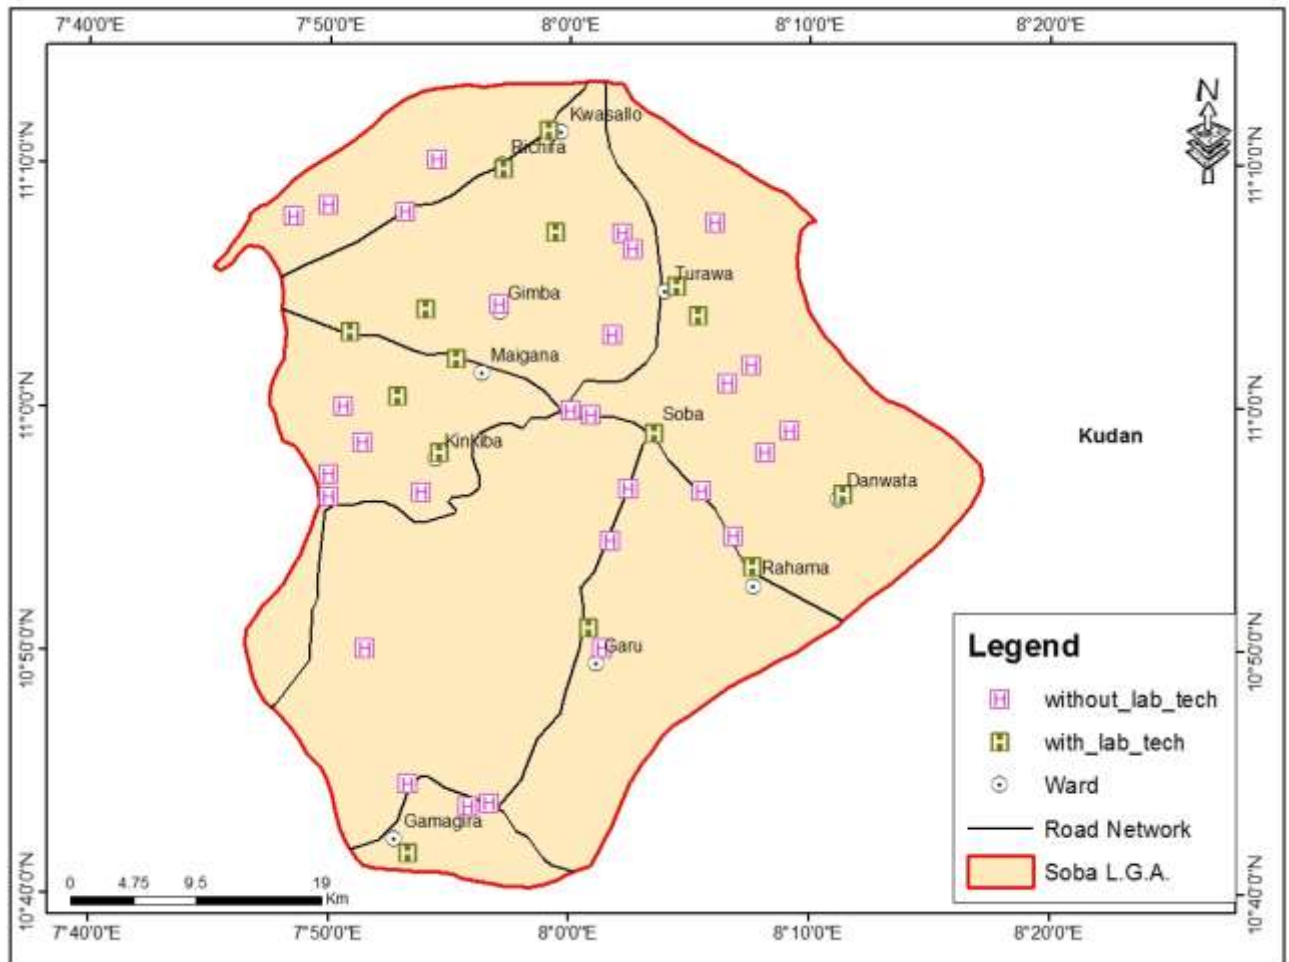 7°40'0"E 7°50'0"E 8°0'0"E 8°10'0"E 8°20'0"E
N
Kwasallo
Richifa
11°10'0"N 11°10'0"N
Turawa
Gimba
Maigana
11°0'0"N 11°0'0"N
Soba
Kudan
Kinkiba
Danwata
Rahama
Garu
10°50'0"N 10°50'0"N
Legend
without_lab_tech
with_lab_tech
Ward
Road Network
Soba L.G.A.
Gamagira
0 4.75 9.5 19
Km
10°40'0"N 10°40'0"N
7°40'0"E 7°50'0"E 8°0'0"E 8°10'0"E 8°20'0"E